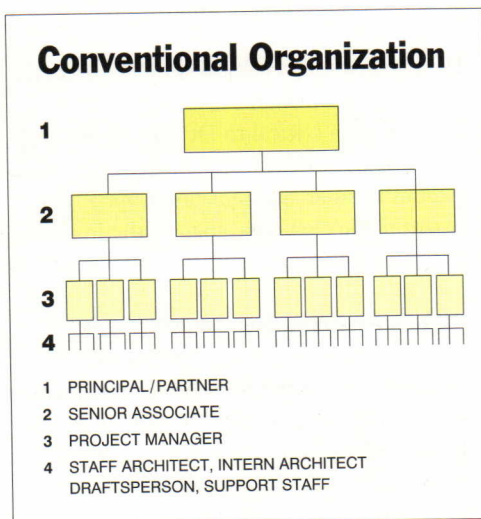 Conventional Organization
1
2
3
4
1 PRINCIPAL/PARTNER
2 SENIOR ASSOCIATE
3 PROJECT MANAGER
4 STAFF ARCHITECT, INTERN ARCHITECT
DRAFTSPERSON, SUPPORT STAFF